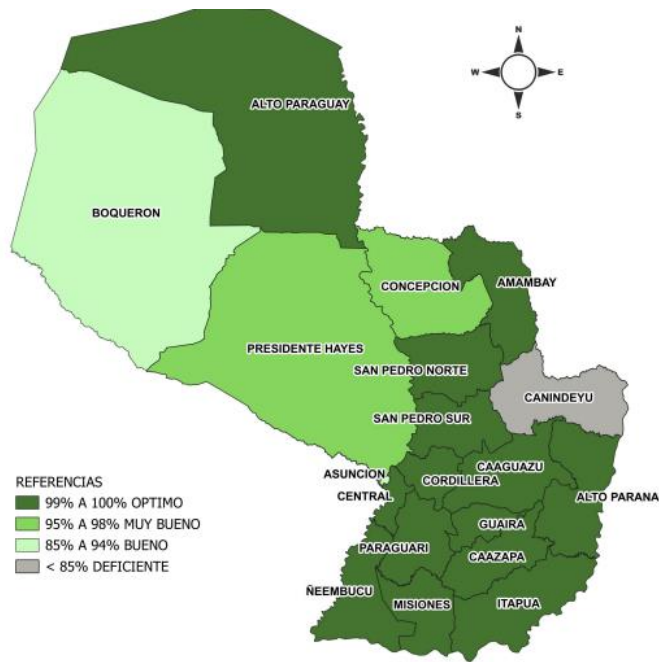 N
W E
S
ALTO PARAGUAY
BOQUERON
CONCEPCION
AMAMBAY
PRESIDENTE HAYES
SAN PEDRO NORTE
CANINDEYU
SAN PEDRO SUR
ASUNCION
CAAGUAZU
CORDILLERA
CENTRAL
ALTO PARANA
GUAIRA
PARAGUARI
CAAZAPA
ÑEEMBUCU
MISIONES
ITAPUA
REFERENCIAS
99% A 100% OPTIMO
95% A 98% MUY BUENO
85% A 94% BUENO
< 85% DEFICIENTE